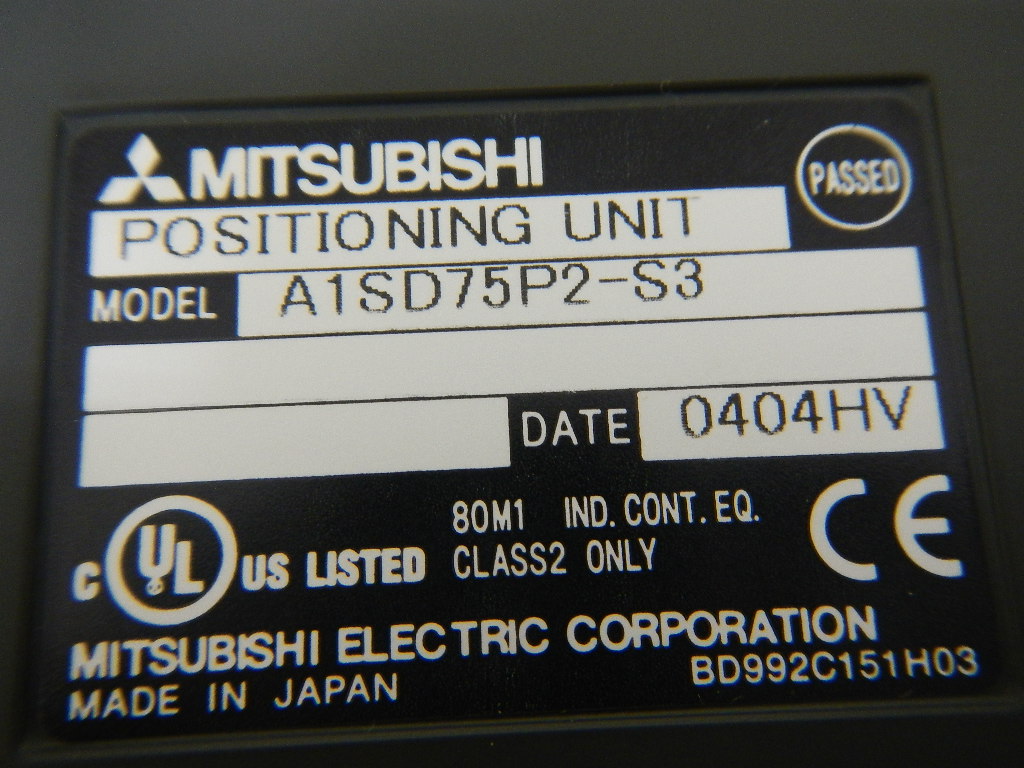 MITSUBISHI
PASSED
POSITIONING UNIT
MODEL A1SD75P2-S3
DATE 0404HV
C UL US LISTED
80M1 IND. CONT. EQ.
CLASS2 ONLY
CE
MITSUBISHI ELECTRIC CORPORATION
MADE IN JAPAN
BD992C151H03